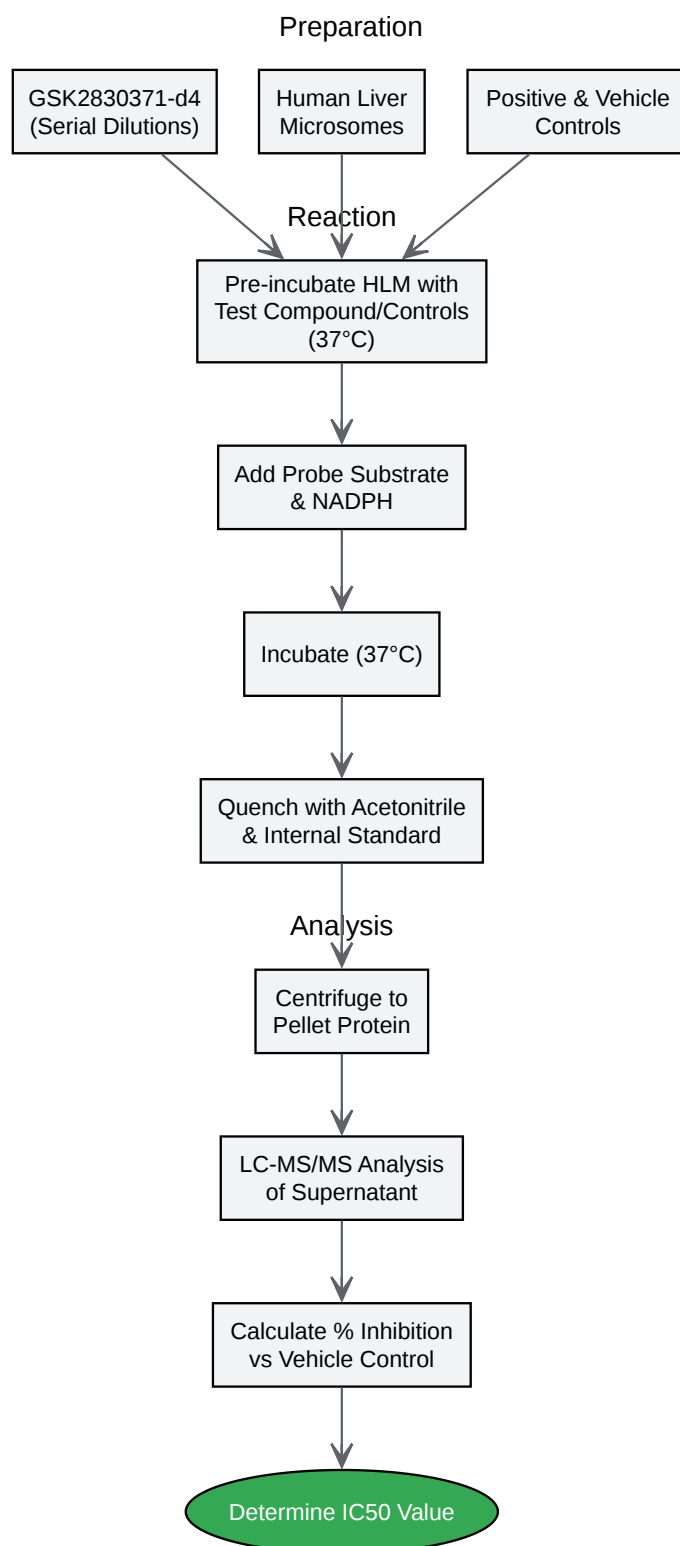 Preparation
GSK2830371-d4
(Serial Dilutions)
Human Liver
Microsomes
Positive & Vehicle
Controls
Reaction
Pre-incubate HLM with
Test Compound/Controls
(37°C)
Add Probe Substrate
& NADPH
Incubate (37°C)
Quench with Acetonitrile
& Internal Standard
Analysis
Centrifuge to
Pellet Protein
LC-MS/MS Analysis
of Supernatant
Calculate % Inhibition
vs Vehicle Control
Determine IC50 Value